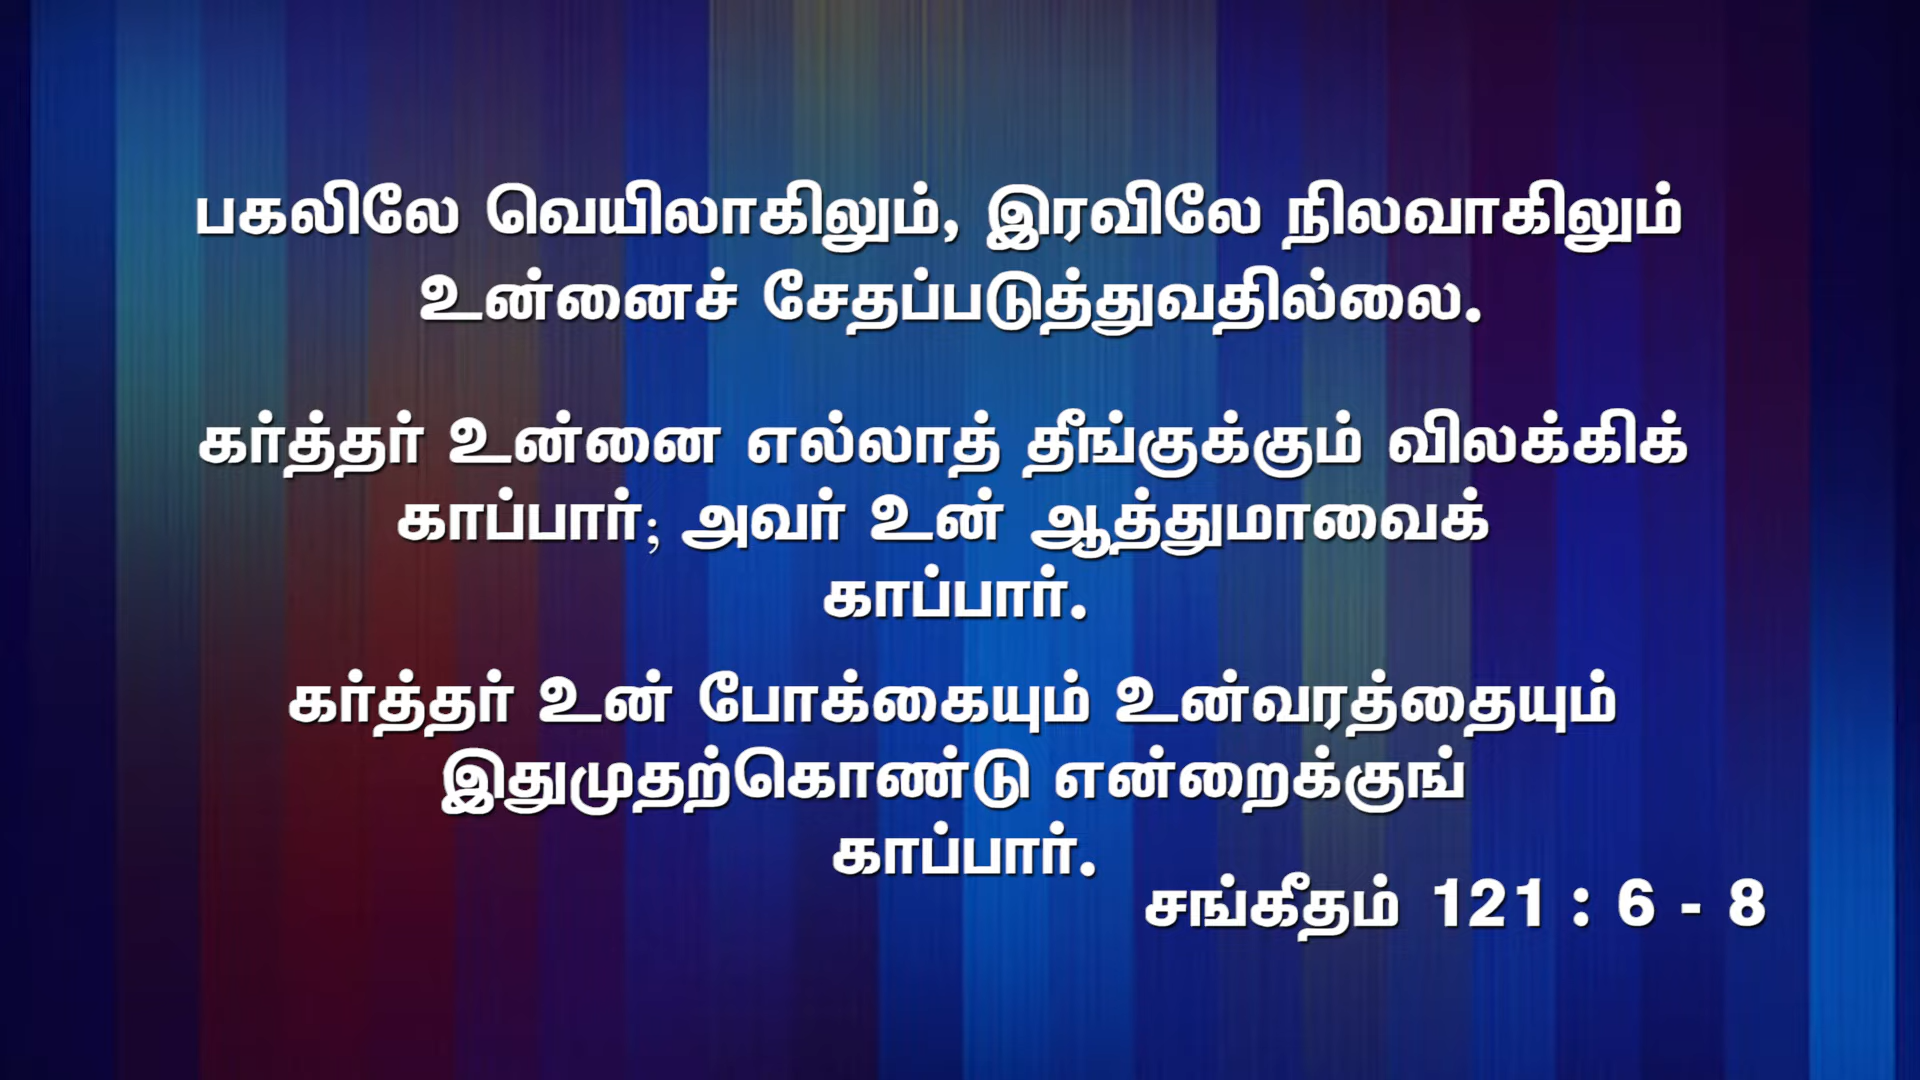 பகலிலே வெயிலாகிலும், இரவிலே நிலவாகிலும்
உன்னைச் சேதப்படுத்துவதில்லை.
கர்த்தர் உன்னை எல்லாத் தீங்குக்கும் விலக்கிக்
காப்பார்; அவர் உன் ஆத்துமாவைக்
காப்பார்.
கர்த்தர் உன் போக்கையும் உன்வரத்தையும்
இதுமுதற்கொண்டு என்றைக்குங்
காப்பார்.
சங்கீதம் 121 : 6 - 8